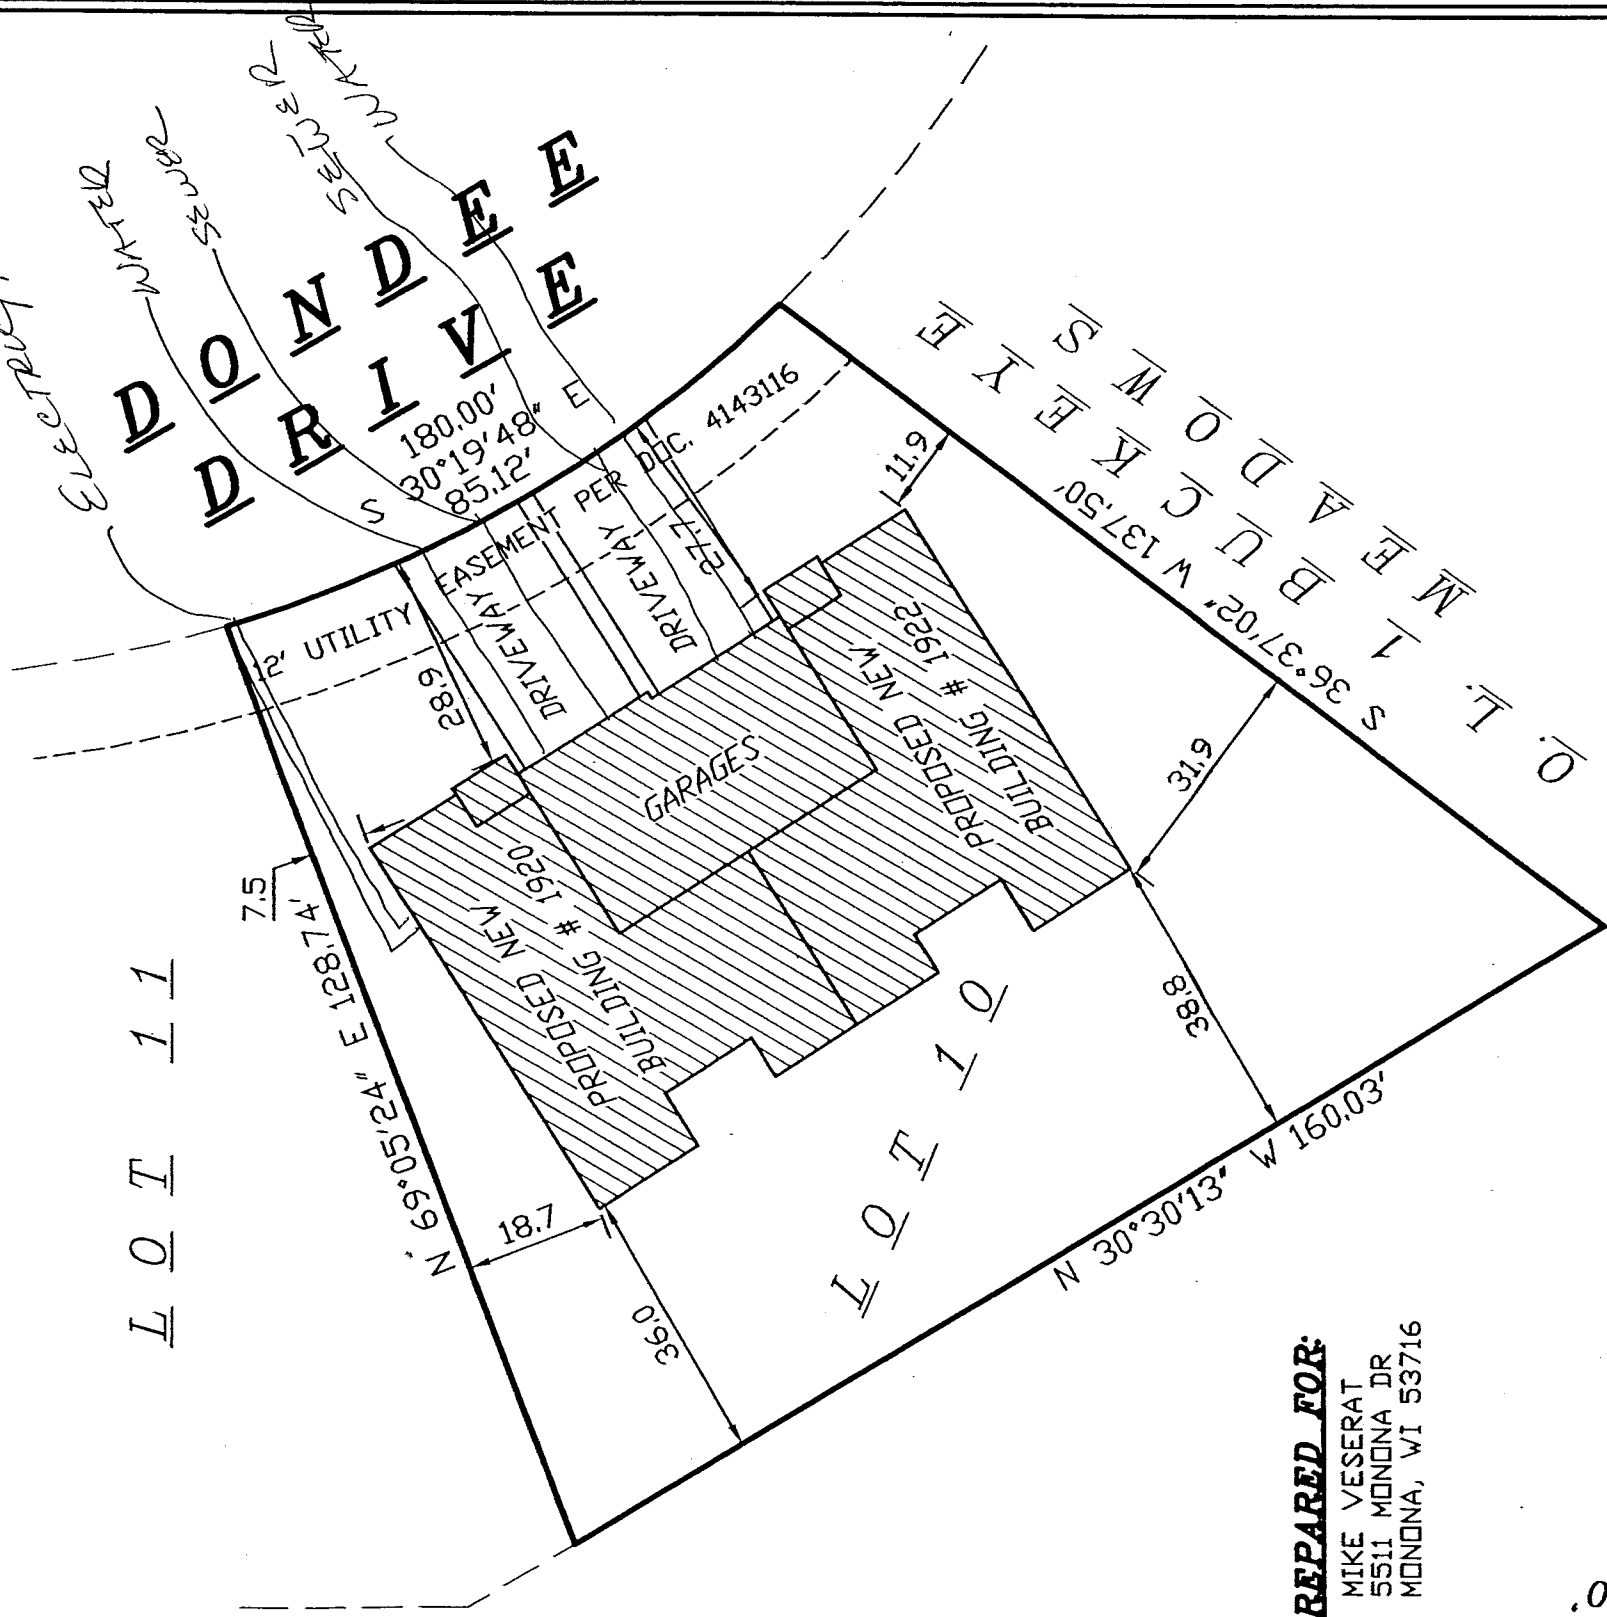 ELECTRICITY
WATER
SEWER
SEWER
WATER
DONDEE
DRIVE
180.00'
30°19'48"
85.12'
S E
12' UTILITY EASEMENT PER DOC. 4143116
DRIVEWAY
DRIVEWAY
28.9
27.7
11.9
7.5
GARAGES
PROPOSED NEW
BUILDING # 1920
PROPOSED NEW
BUILDING # 1922
S 36°37'02" W 137.50'
O. L. 1 BUCKEYE
MEADOWS
31.9
38.8
LOT 11
N 69°05'24" E 128.74'
18.7
36.0
LOT 10
N 30°30'13" W 160.03'
REPARED FOR:
MIKE VESERAT
5511 MONONA DR
MONONA, WI 53716